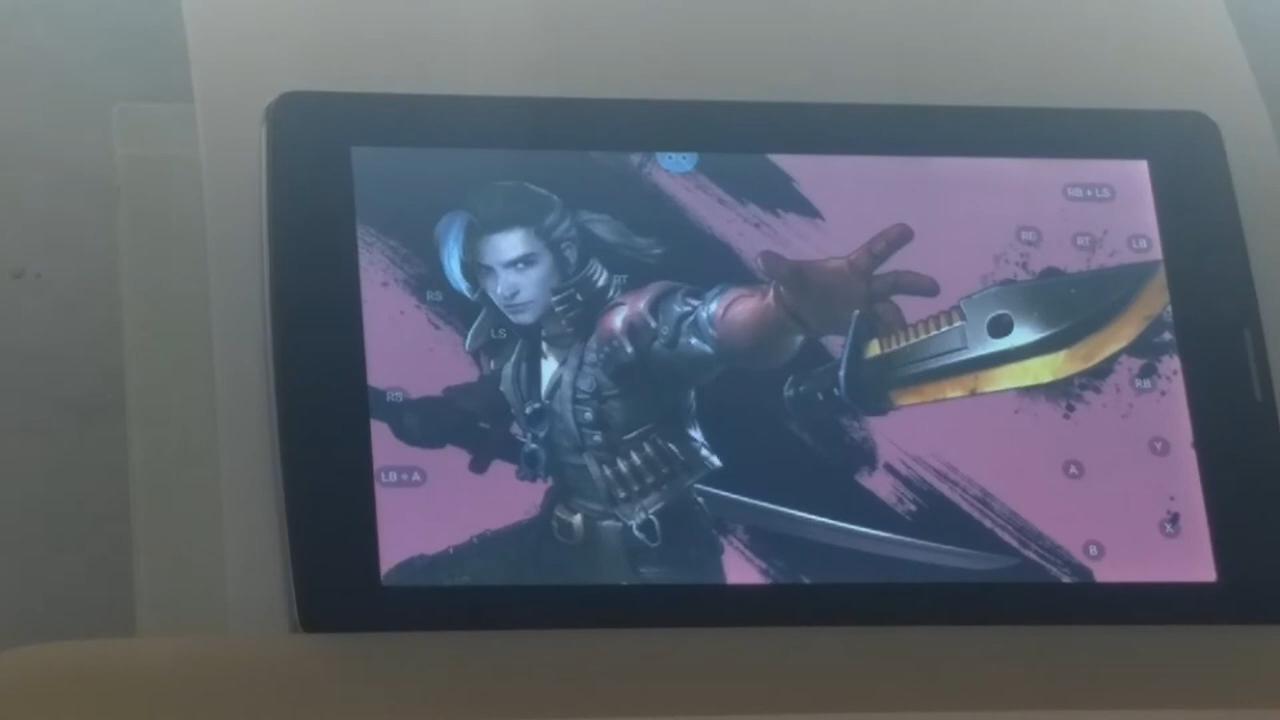 RB + LS
RB RT LB
RT
RS
LS
RB
RS
Y
A
LB + A
X
B